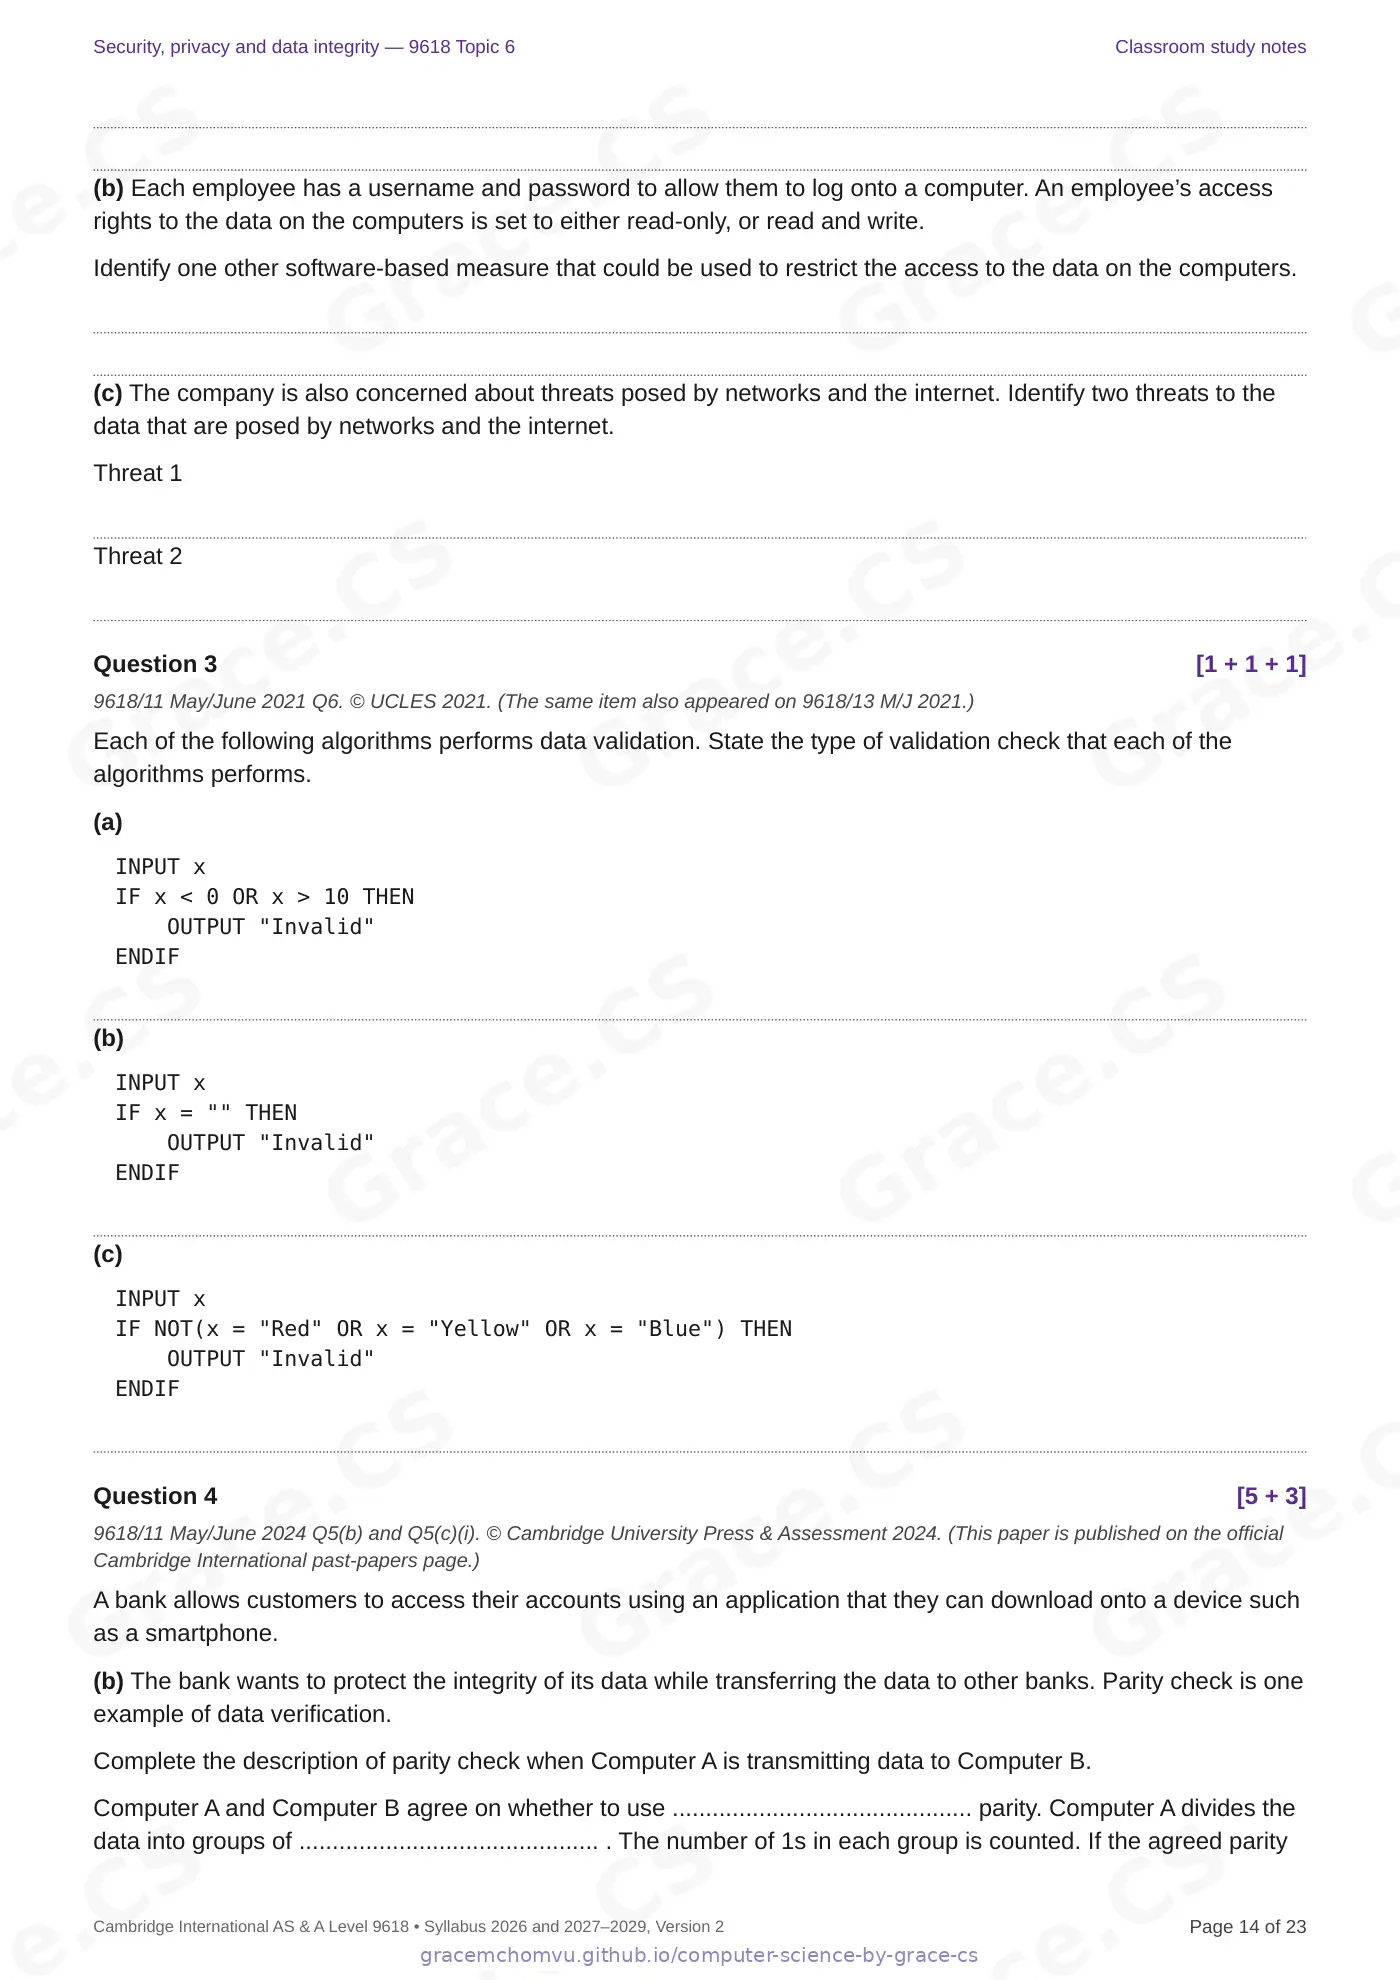 Security, privacy and data integrity — 9618 Topic 6
Classroom study notes
(b) Each employee has a username and password to allow them to log onto a computer. An employee’s access
rights to the data on the computers is set to either read-only, or read and write.
Identify one other software-based measure that could be used to restrict the access to the data on the computers.
(c) The company is also concerned about threats posed by networks and the internet. Identify two threats to the
data that are posed by networks and the internet.
Threat 1
Threat 2
Question 3 [1 + 1 + 1]
9618/11 May/June 2021 Q6. © UCLES 2021. (The same item also appeared on 9618/13 M/J 2021.)
Each of the following algorithms performs data validation. State the type of validation check that each of the
algorithms performs.
(a)
INPUT x
IF x < 0 OR x > 10 THEN
    OUTPUT "Invalid"
ENDIF
(b)
INPUT x
IF x = "" THEN
    OUTPUT "Invalid"
ENDIF
(c)
INPUT x
IF NOT(x = "Red" OR x = "Yellow" OR x = "Blue") THEN
    OUTPUT "Invalid"
ENDIF
Question 4 [5 + 3]
9618/11 May/June 2024 Q5(b) and Q5(c)(i). © Cambridge University Press & Assessment 2024. (This paper is published on the official
Cambridge International past-papers page.)
A bank allows customers to access their accounts using an application that they can download onto a device such
as a smartphone.
(b) The bank wants to protect the integrity of its data while transferring the data to other banks. Parity check is one
example of data verification.
Complete the description of parity check when Computer A is transmitting data to Computer B.
Computer A and Computer B agree on whether to use ............................................. parity. Computer A divides the
data into groups of ............................................. . The number of 1s in each group is counted. If the agreed parity
Cambridge International AS & A Level 9618 • Syllabus 2026 and 2027–2029, Version 2
Page 14 of 23
gracemchomvu.github.io/computer-science-by-grace-cs
Grace.CS